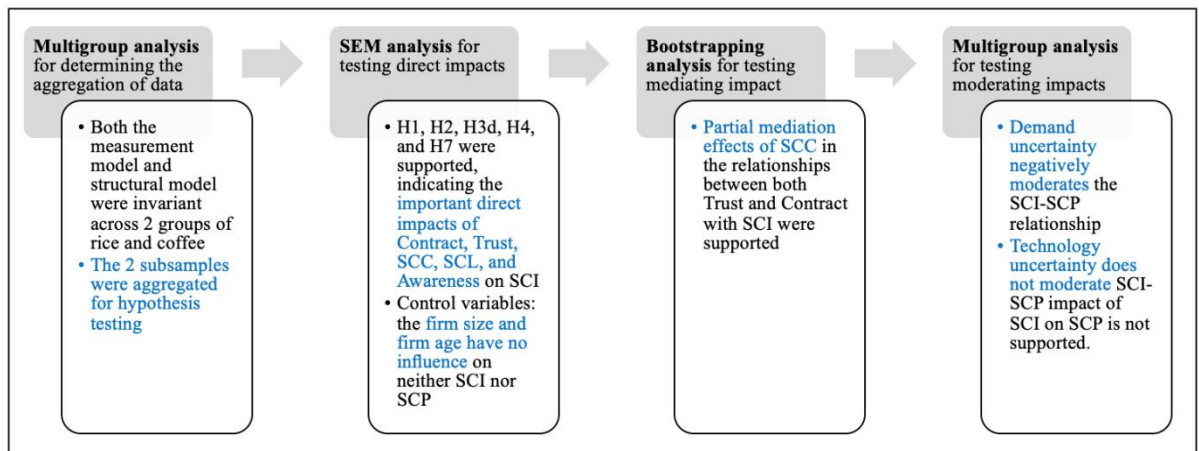 Multigroup analysis
for determining the
aggregation of data
• Both the
measurement model
and structural model
were invariant
across 2 groups of
rice and coffee
• The 2 subsamples
were aggregated
for hypothesis
testing
SEM analysis for
testing direct impacts
• H1, H2, H3d, H4,
and H7 were
supported,
indicating the
important direct
impacts of
Contract, Trust,
SCC, SCL, and
Awareness on SCI
• Control variables:
the firm size and
firm age have no
influence on
neither SCI nor
SCP
Bootstrapping
analysis for testing
mediating impact
• Partial mediation
effects of SCC in
the relationships
between both
Trust and Contract
with SCI were
supported
Multigroup analysis
for testing
moderating impacts
• Demand
uncertainty
negatively
moderates the
SCI-SCP
relationship
• Technology
uncertainty does
not moderate SCI-
SCP impact of
SCI on SCP is not
supported.